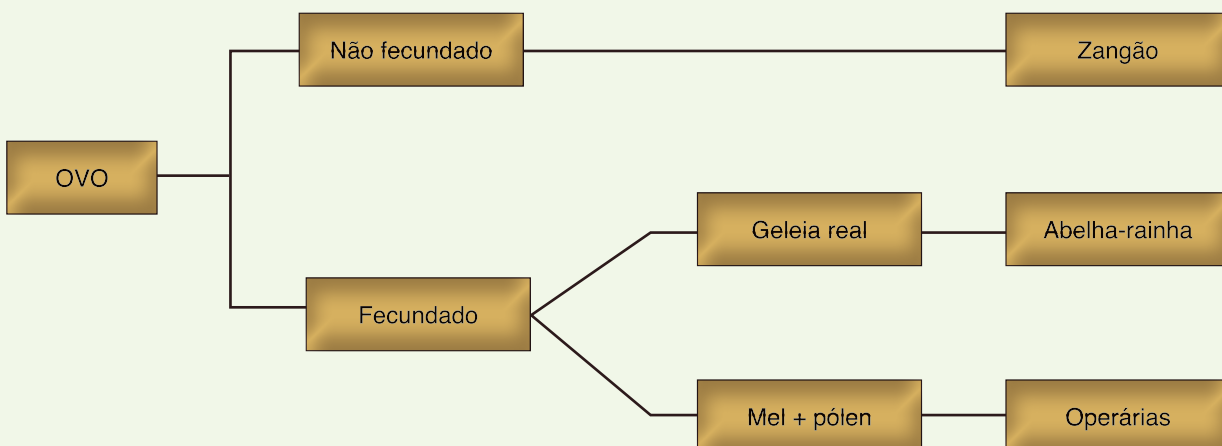 Não fecundado
Zangão
OVO
Geleia real
Abelha-rainha
Fecundado
Mel + pólen
Operárias